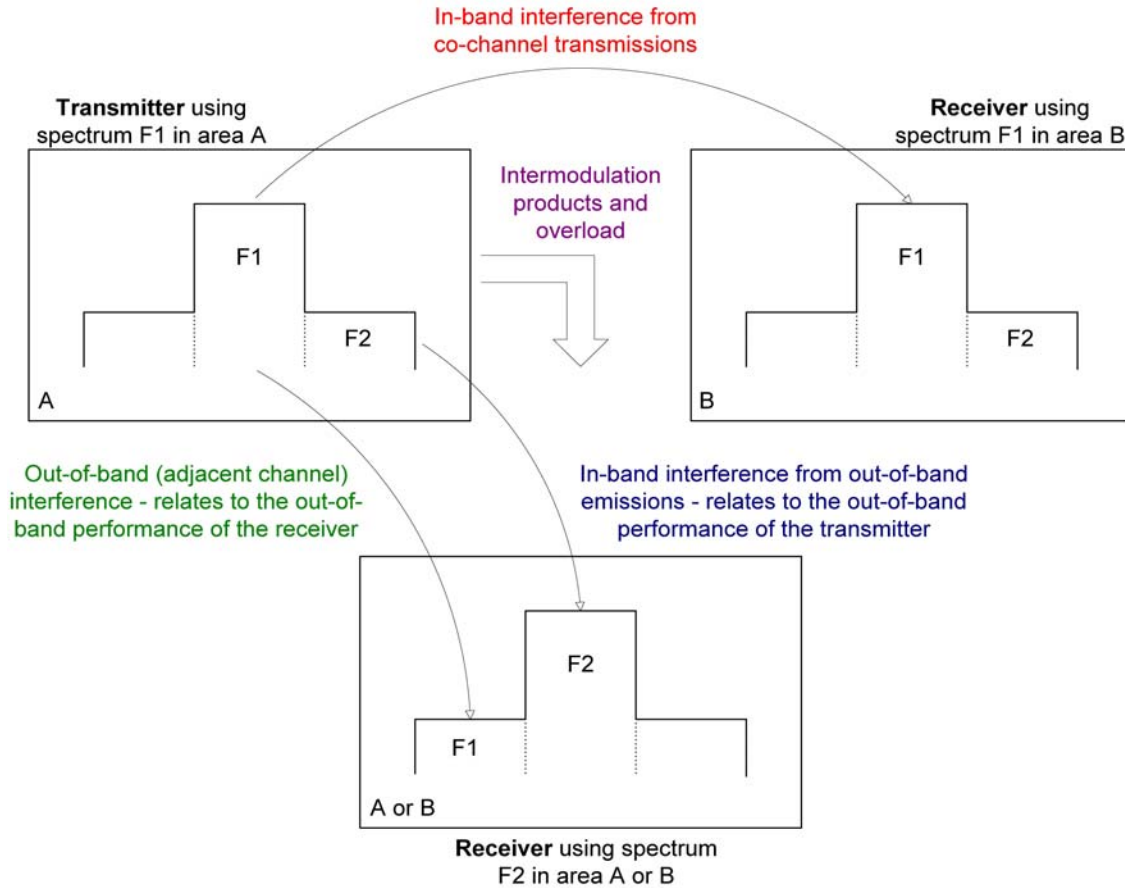 In-band interference from
co-channel transmissions
Transmitter using
spectrum F1 in area A
Receiver using
spectrum F1 in area B
Intermodulation
products and
overload
F1
F2
A
F1
F2
B
Out-of-band (adjacent channel)
interference - relates to the out-of-
band performance of the receiver
In-band interference from out-of-band
emissions - relates to the out-of-band
performance of the transmitter
F2
F1
A or B
Receiver using spectrum
F2 in area A or B